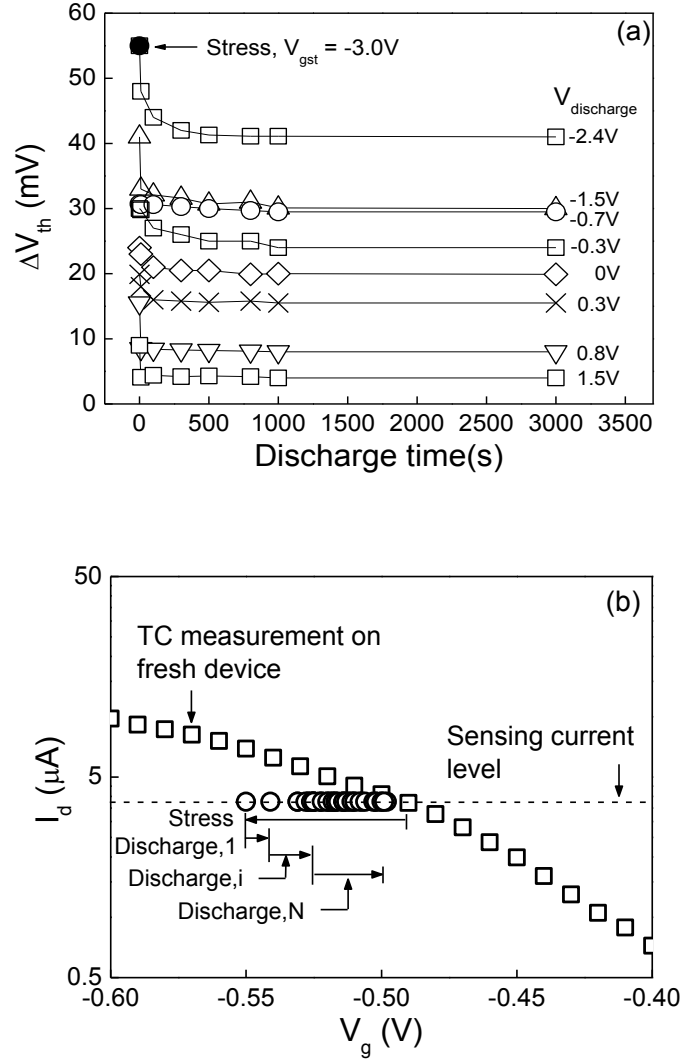 60
(a)
Stress, V_gst = -3.0V
50
V_discharge
-2.4V
40
-1.5V
30
-0.7V
-0.3V
20
0V
0.3V
10
0.8V
1.5V
0
ΔV_th (mV)
0 500 1000 1500 2000 2500 3000 3500
Discharge time(s)
50
(b)
TC measurement on
fresh device
Sensing current
level
5
Stress
Discharge,1
Discharge,i
Discharge,N
0.5
I_d (μA)
-0.60 -0.55 -0.50 -0.45 -0.40
V_g (V)